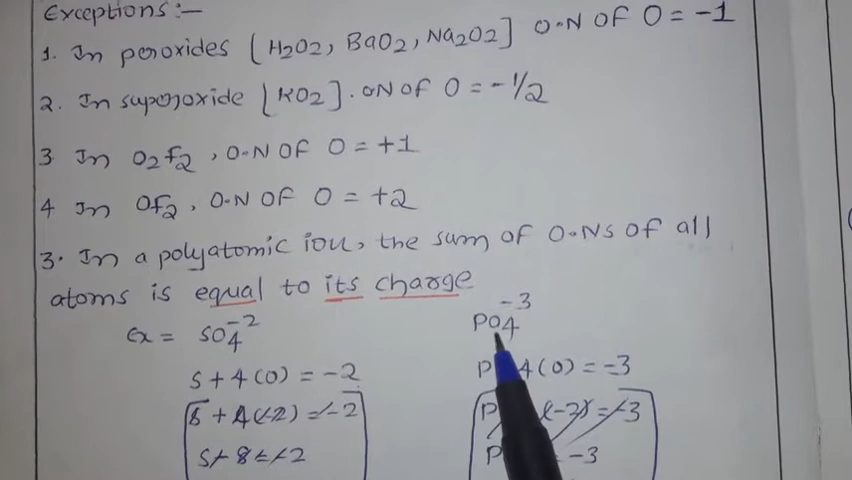 Exceptions:-
1. In peroxides [H2O2, BaO2, Na2O2] O.N OF O = -1
2. In superoxide [KO2]. ON OF O = -1/2
3 In O2F2, O.N OF O = +1
4 In OF2, O.N OF O = +2
3. In a polyatomic ion, the sum of O.Ns of all
atoms is equal to its charge
Ex = SO4-2 PO4-3
S+4(O) = -2 P 4(O) = -3
S+4(-2) = -2 P (-2) = -3
S-8 = -2 P = -3